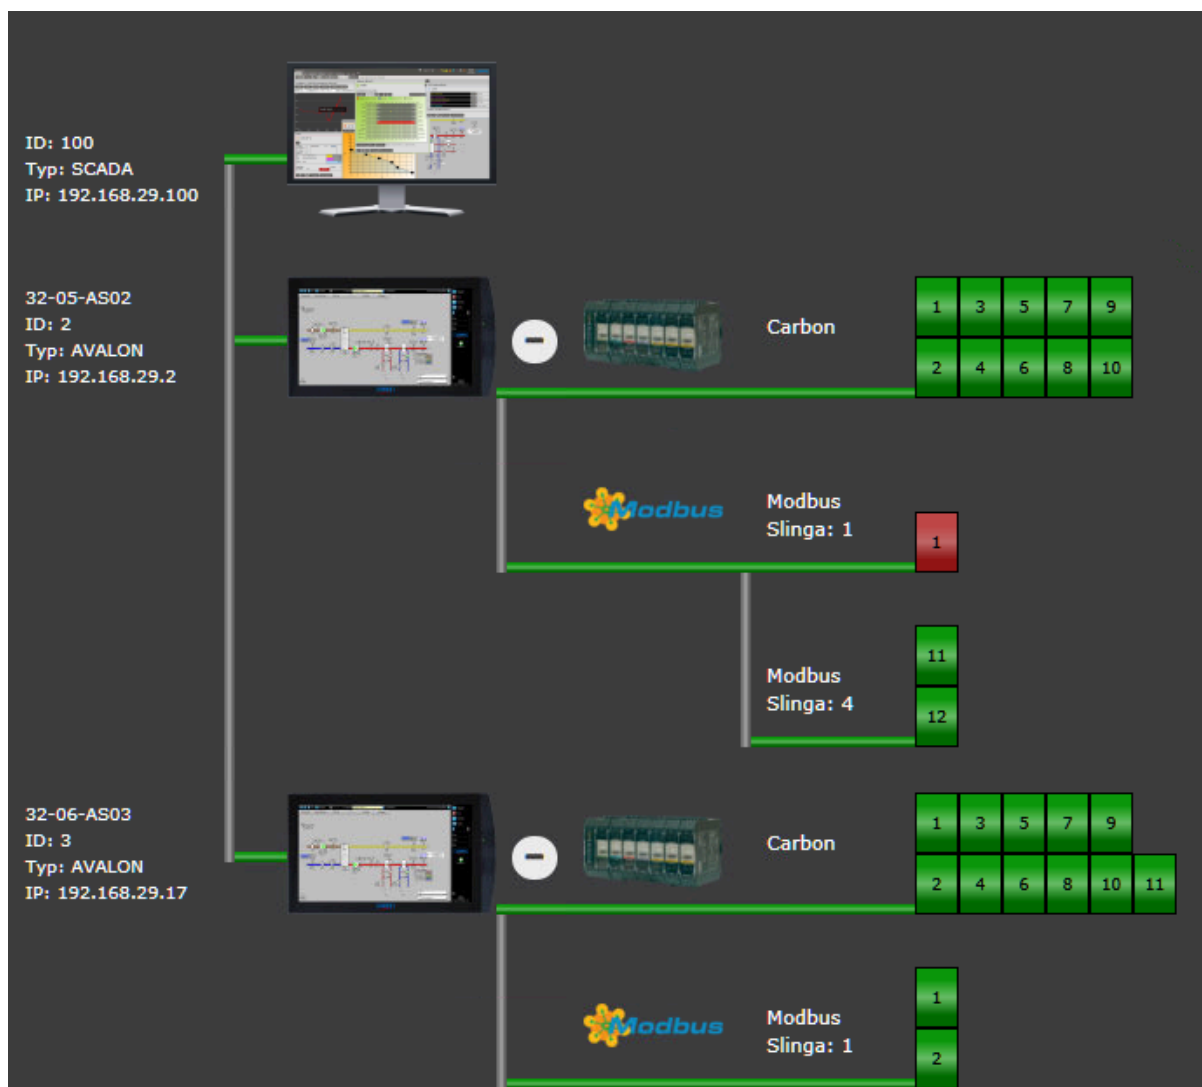 ID: 100
Typ: SCADA
IP: 192.168.29.100
32-05-AS02
ID: 2
Typ: AVALON
IP: 192.168.29.2
Carbon
1 3 5 7 9
2 4 6 8 10
Modbus
Modbus
Slinga: 1
1
Modbus
Slinga: 4
11
12
32-06-AS03
ID: 3
Typ: AVALON
IP: 192.168.29.17
Carbon
1 3 5 7 9
2 4 6 8 10 11
Modbus
Modbus
Slinga: 1
1
2